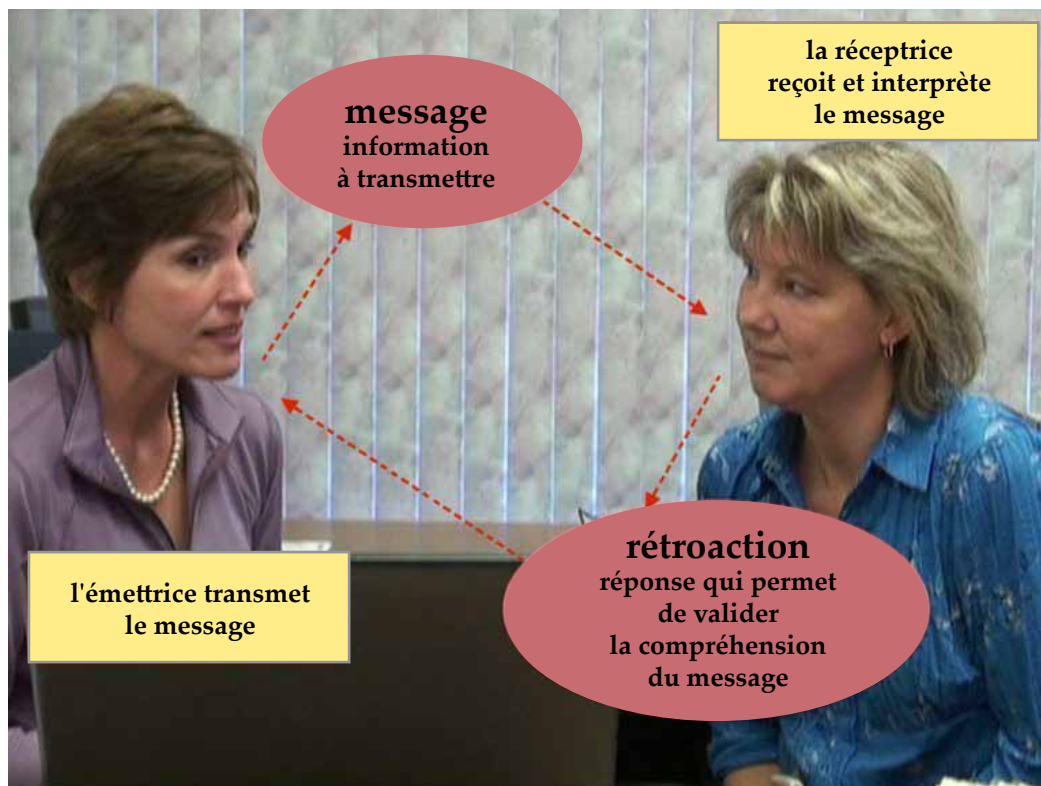 message
information
à transmettre
la réceptrice
reçoit et interprète
le message
l'émettrice transmet
le message
rétroaction
réponse qui permet
de valider
la compréhension
du message